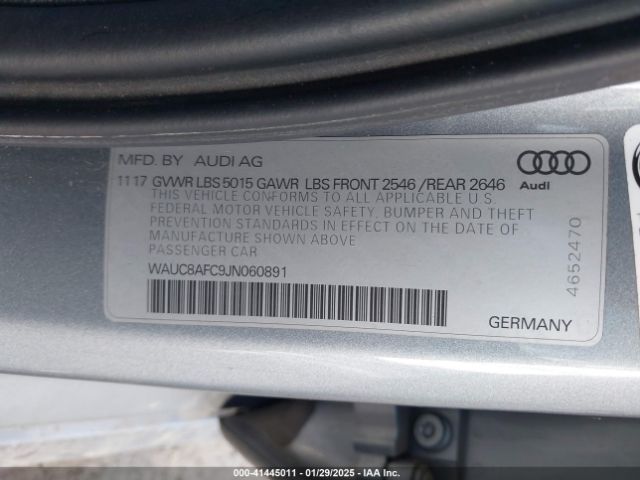 MFD. BY AUDI AG
11 17 GVWR LBS 5015 GAWR LBS FRONT 2546 / REAR 2646
Audi
THIS VEHICLE CONFORMS TO ALL APPLICABLE U.S.
FEDERAL MOTOR VEHICLE SAFETY, BUMPER AND THEFT
PREVENTION STANDARDS IN EFFECT ON THE DATE
OF MANUFACTURE SHOWN ABOVE
PASSENGER CAR
WAUC8AFC9JN060891
4652470
GERMANY
000-41445011 — 01/29/2025 — IAA Inc.